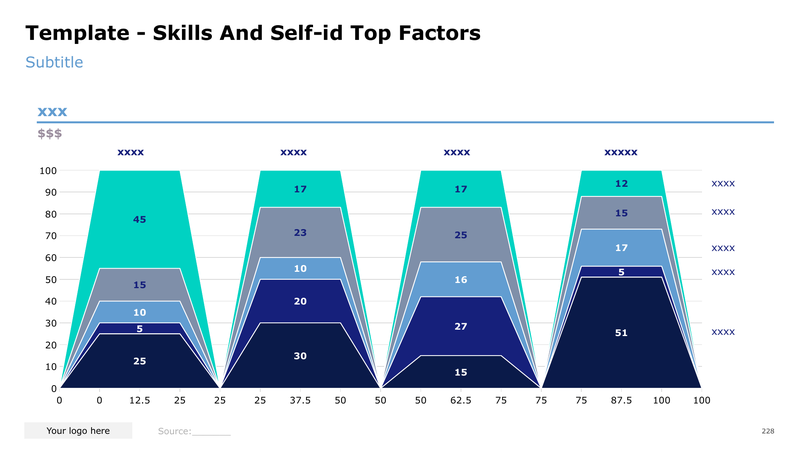 Template - Skills And Self-id Top Factors
Subtitle
xxx
$$$
xxxx xxxx xxxx xxxxx
100
90
80
70
60
50
40
30
20
10
0
45
15
10
5
25
17
23
10
20
30
17
25
16
27
15
12
15
17
5
51
xxxx
xxxx
xxxx
xxxx
xxxx
0 0 12.5 25 25 25 37.5 50 50 50 62.5 75 75 75 87.5 100 100
Your logo here
Source:_______
228